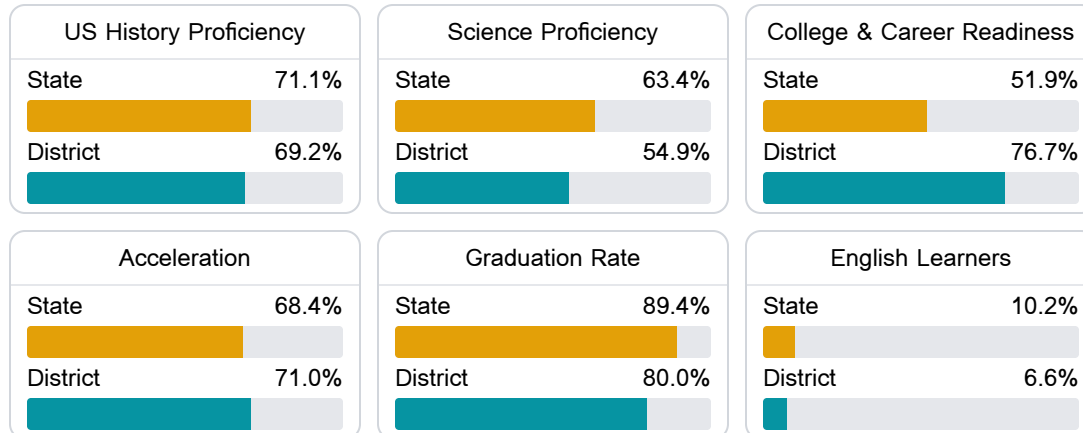 US History Proficiency
State 71.1%
District 69.2%
Science Proficiency
State 63.4%
District 54.9%
College & Career Readiness
State 51.9%
District 76.7%
Acceleration
State 68.4%
District 71.0%
Graduation Rate
State 89.4%
District 80.0%
English Learners
State 10.2%
District 6.6%